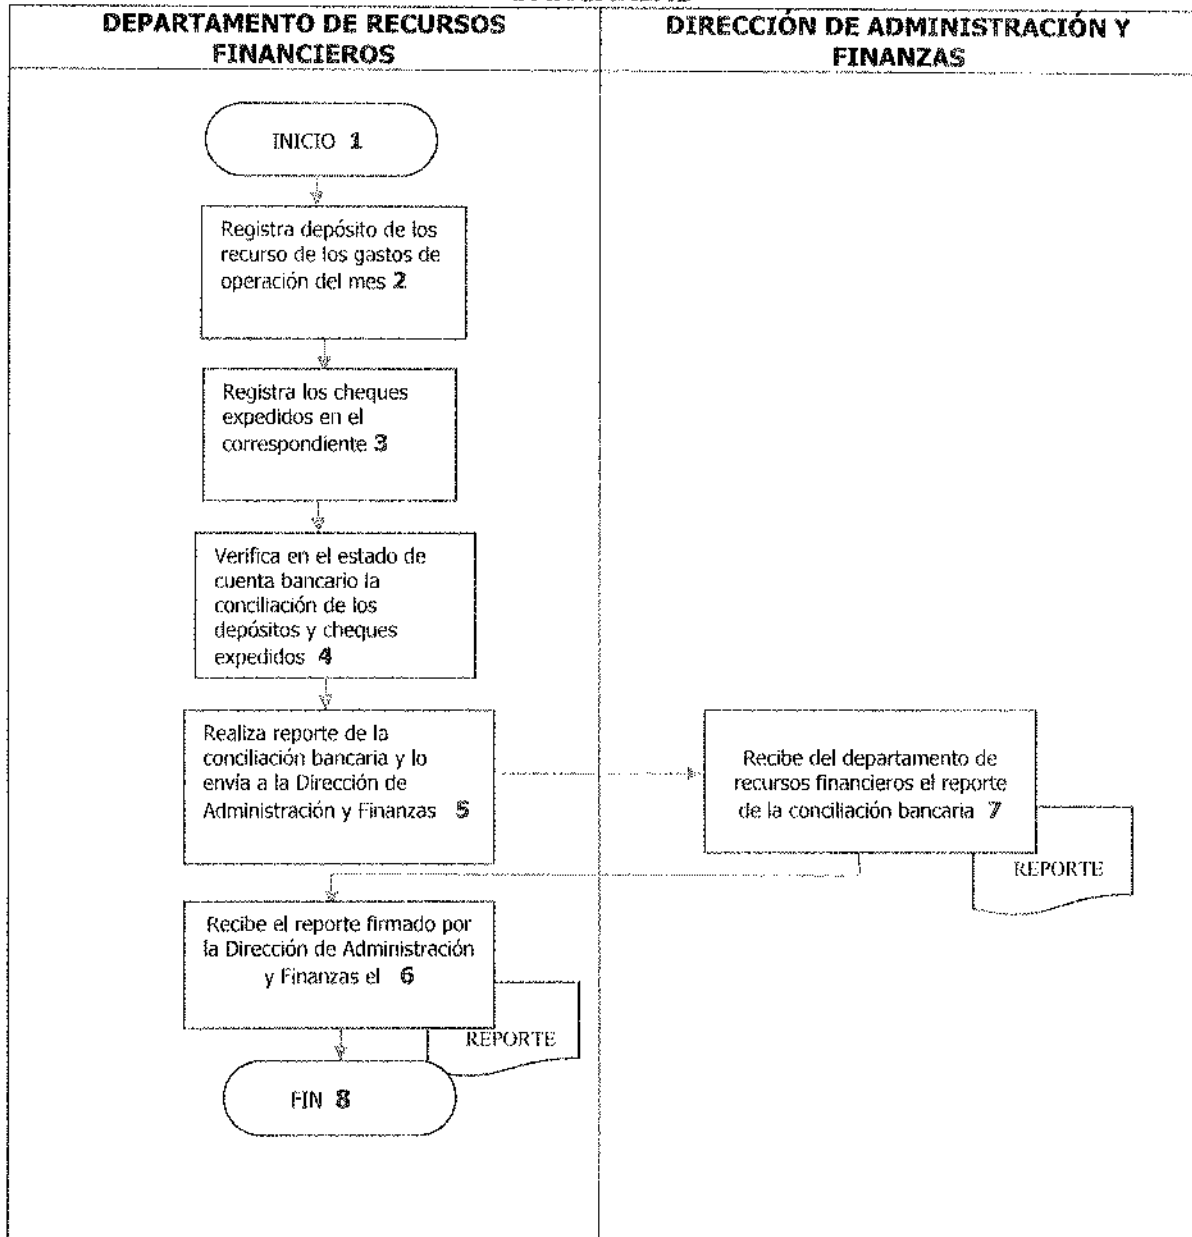 DEPARTAMENTO DE RECURSOS
FINANCIEROS
DIRECCIÓN DE ADMINISTRACIÓN Y
FINANZAS
INICIO 1
Registra depósito de los
recurso de los gastos de
operación del mes 2
Registra los cheques
expedidos en el
correspondiente 3
Verifica en el estado de
cuenta bancario la
conciliación de los
depósitos y cheques
expedidos 4
Realiza reporte de la
conciliación bancaria y lo
envía a la Dirección de
Administración y Finanzas 5
Recibe del departamento de
recursos financieros el reporte
de la conciliación bancaria 7
REPORTE
Recibe el reporte firmado por
la Dirección de Administración
y Finanzas el 6
REPORTE
FIN 8